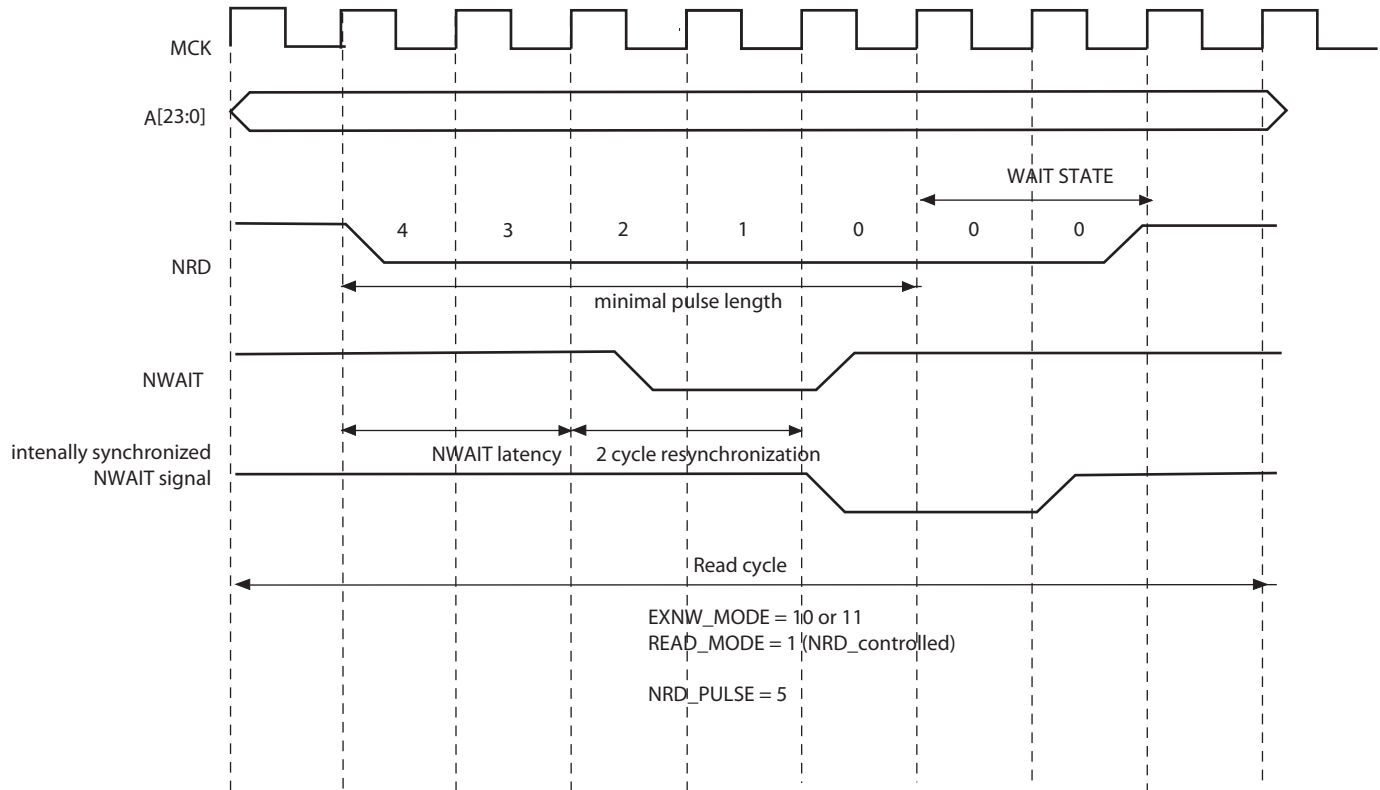 MCK
A[23:0]
WAIT STATE
4 3 2 1 0 0 0
NRD
minimal pulse length
NWAIT
intenally synchronized
NWAIT signal
NWAIT latency
2 cycle resynchronization
Read cycle
EXNW_MODE = 10 or 11
READ_MODE = 1 (NRD_controlled)
NRD_PULSE = 5